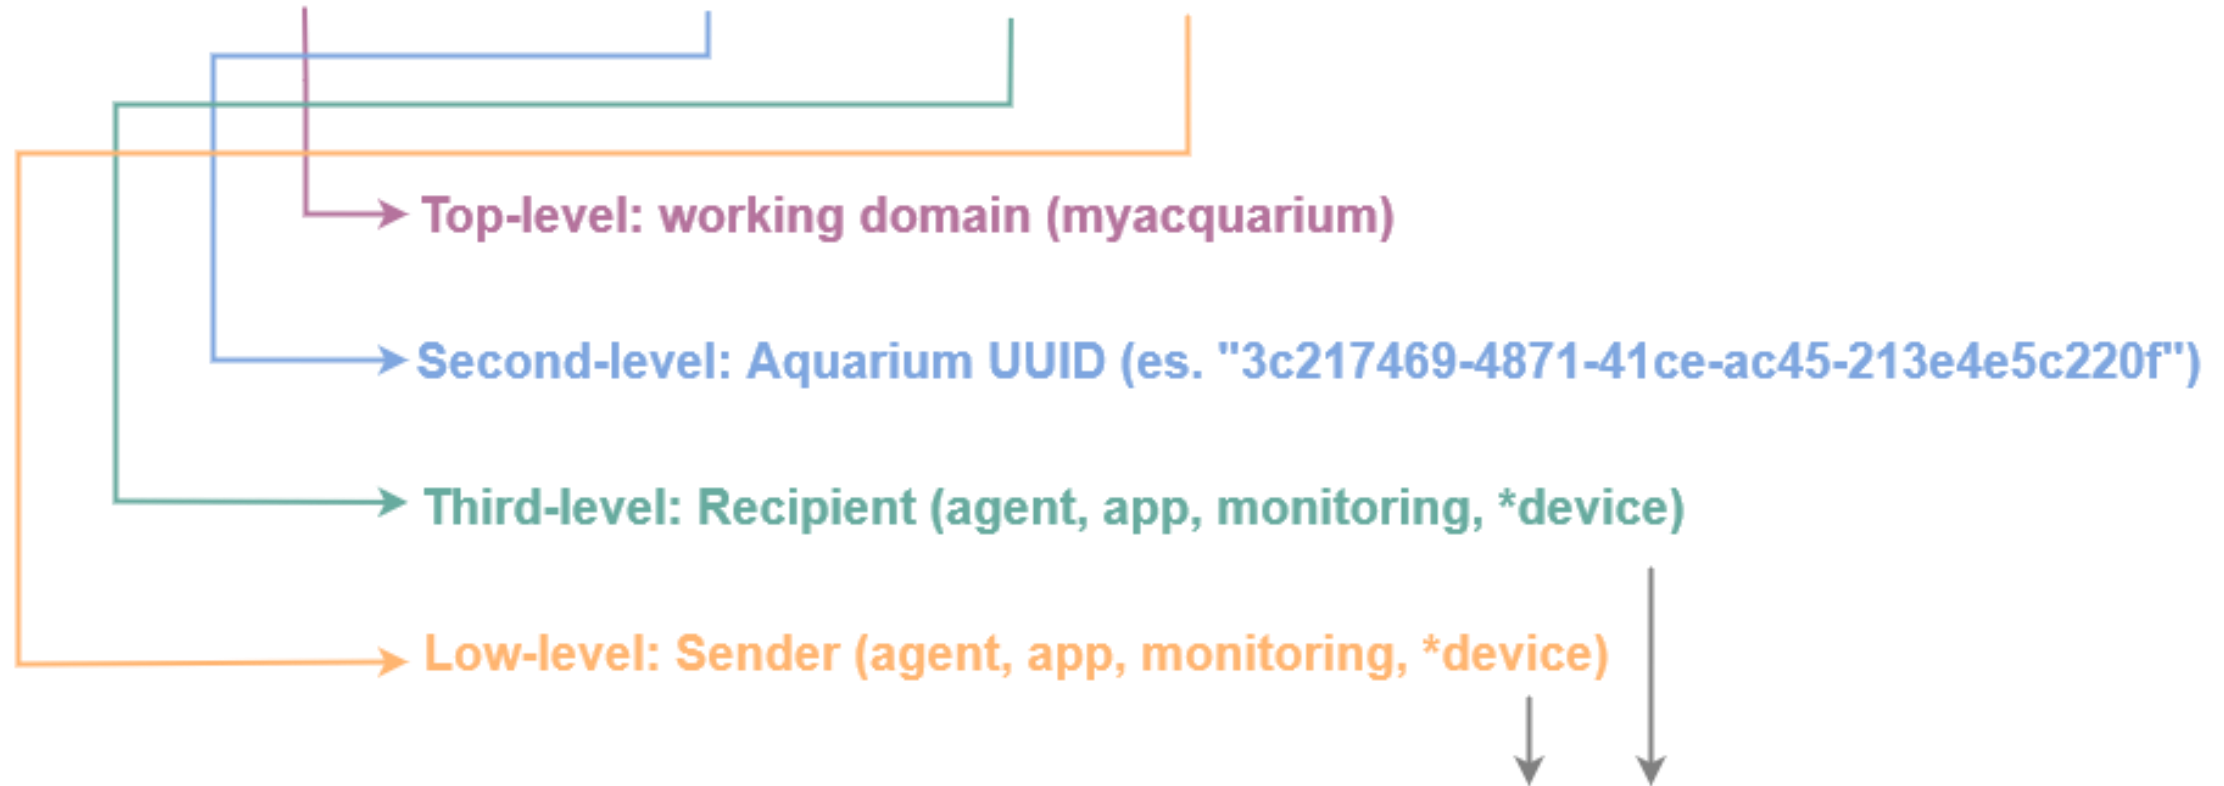 Top-level: working domain (myacquarium)
Second-level: Aquarium UUID (es. "3c217469-4871-41ce-ac45-213e4e5c220f")
Third-level: Recipient (agent, app, monitoring, *device)
Low-level: Sender (agent, app, monitoring, *device)